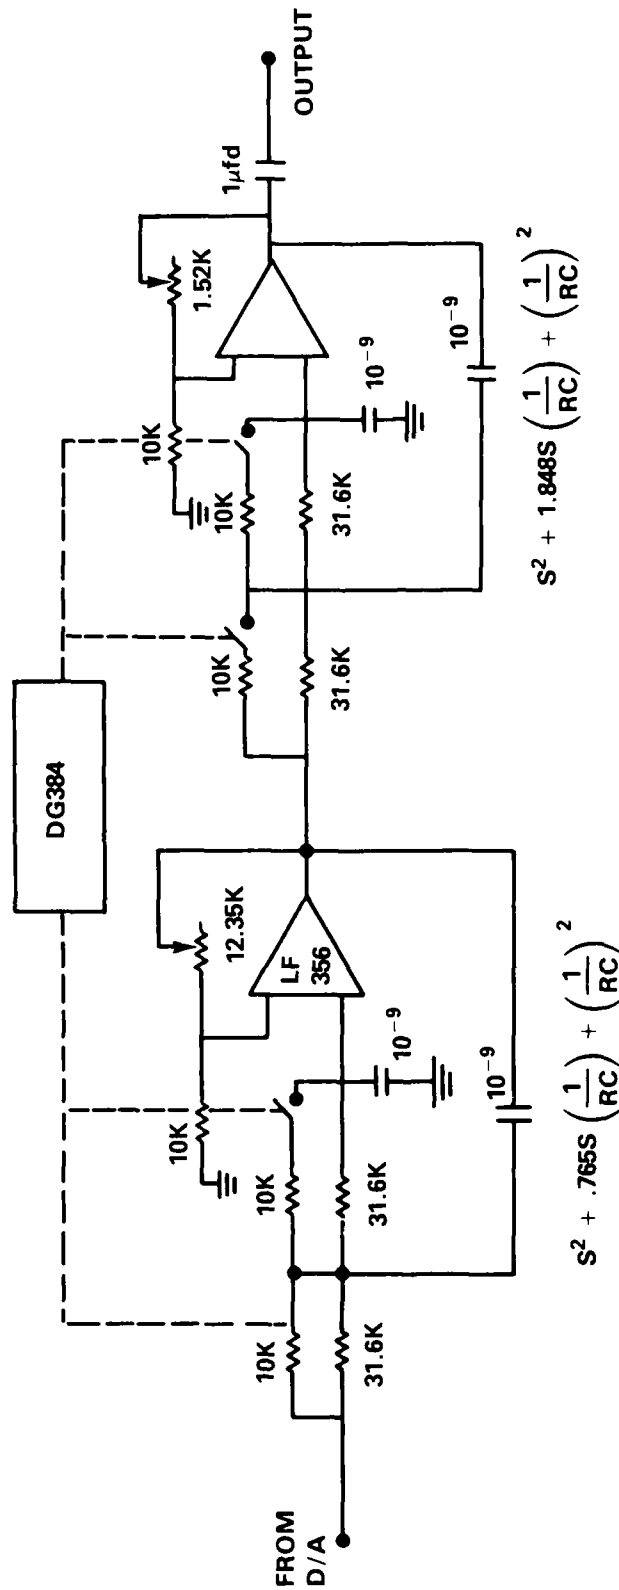 DG384
FROM
D/A
10K
31.6K
10K
31.6K
10K
12.35K
LF
356
10⁻⁹
10⁻⁹
S² + .765S (1/RC) + (1/RC)²
10K
31.6K
10K
31.6K
10K
1.52K
10⁻⁹
10⁻⁹
1μfd
OUTPUT
S² + 1.848S (1/RC) + (1/RC)²